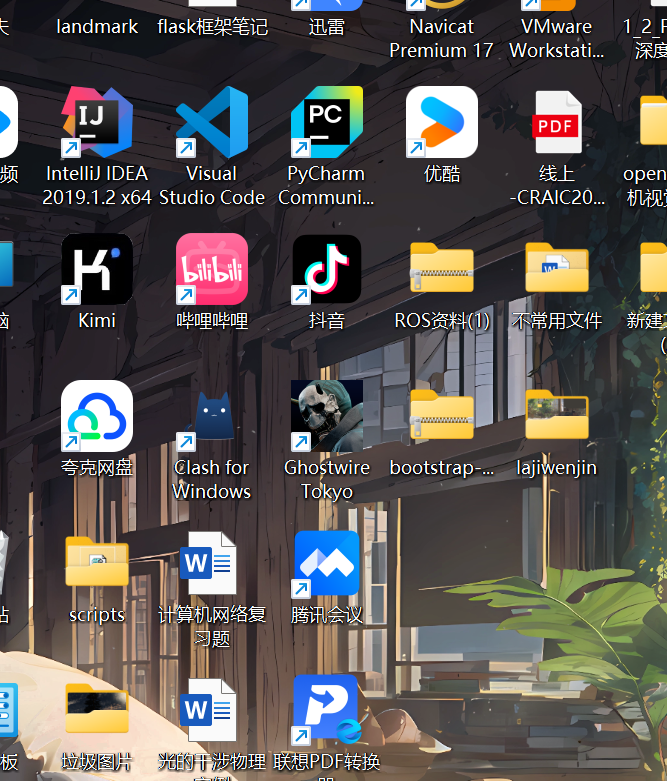 landmark
flask框架笔记
迅雷
Navicat
Premium 17
VMware
Workstati...
1_2_
深度
IJ
PC
PDF
频
IntelliJ IDEA
2019.1.2 x64
Visual
Studio Code
PyCharm
Communi...
优酷
线上
-CRAIC20...
open
机视
K
bilibili
W
脑
Kimi
哔哩哔哩
抖音
ROS资料(1)
不常用文件
新建
(
夸克网盘
Clash for
Windows
Ghostwire
Tokyo
bootstrap-...
lajiwenjin
W
站
scripts
计算机网络复
习题
腾讯会议
W
P
板
垃圾图片
光的干涉物理
联想PDF转换
器